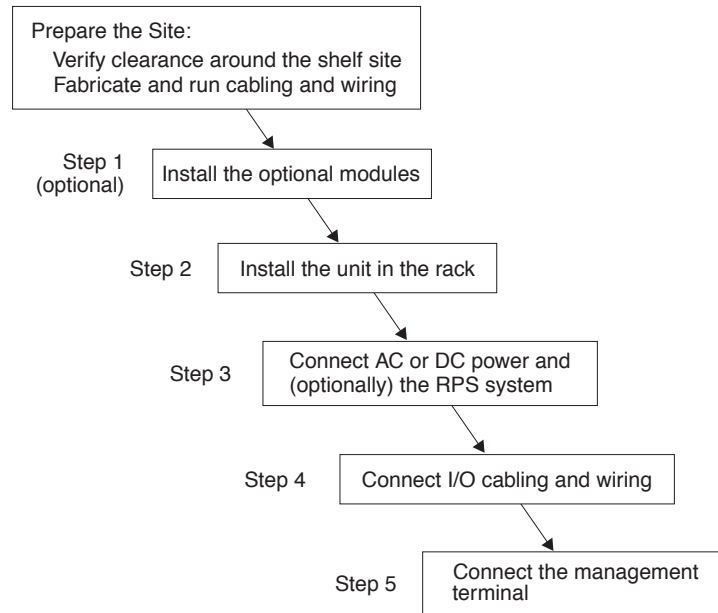 Prepare the Site:
Verify clearance around the shelf site
Fabricate and run cabling and wiring
Step 1
(optional)
Install the optional modules
Step 2
Install the unit in the rack
Step 3
Connect AC or DC power and
(optionally) the RPS system
Step 4
Connect I/O cabling and wiring
Step 5
Connect the management
terminal